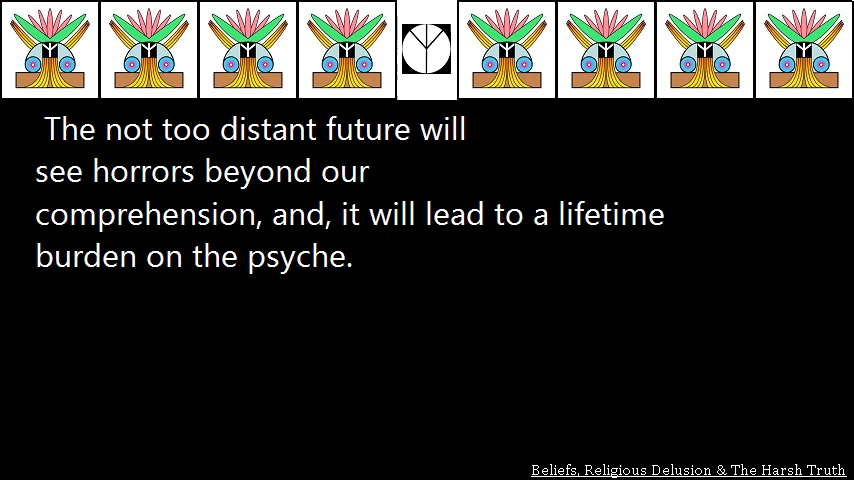 The not too distant future will
see horrors beyond our
comprehension, and, it will lead to a lifetime
burden on the psyche.
Beliefs, Religious Delusion & The Harsh Truth